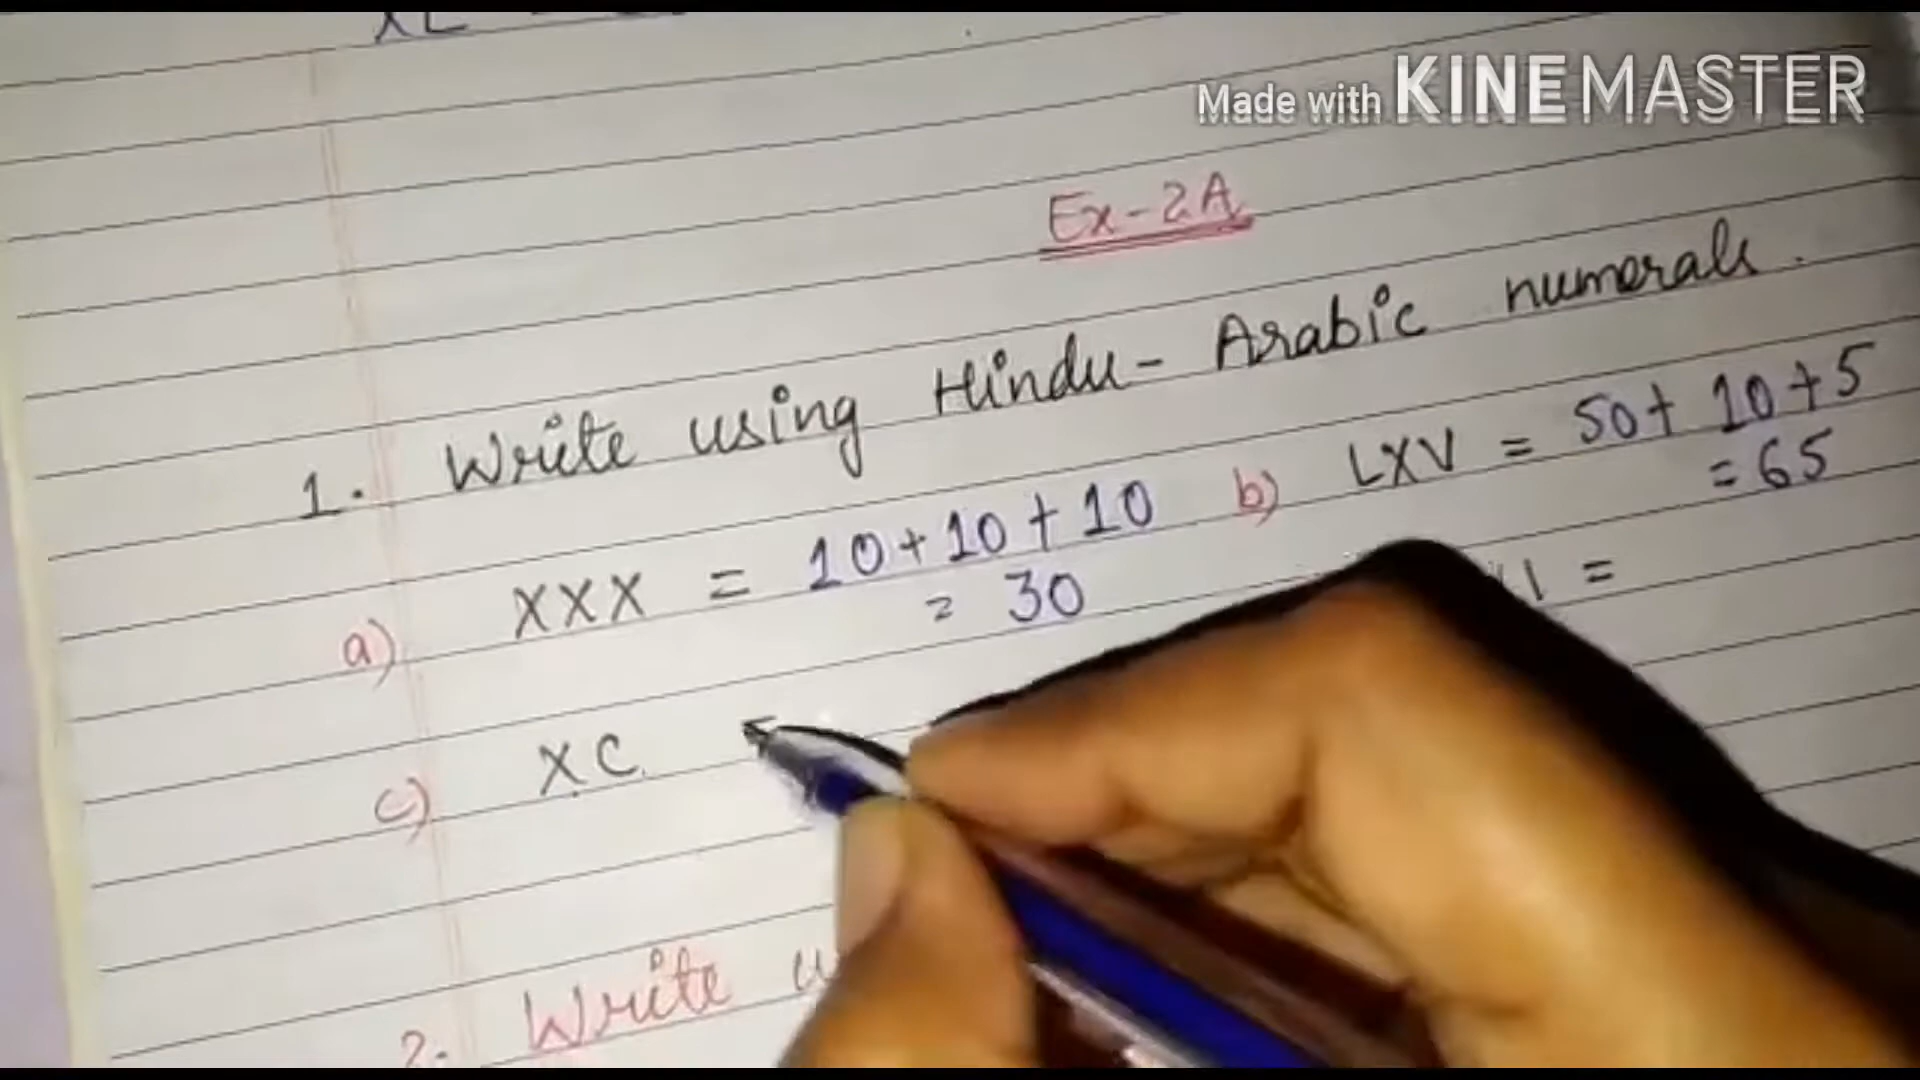 Made with KINEMASTER
Ex-2A
1. Write using Hindu-Arabic numerals.
a) XXX = 10+10+10 b) LXV = 50+10+5
= 30 = 65
c) XC =
2. Write